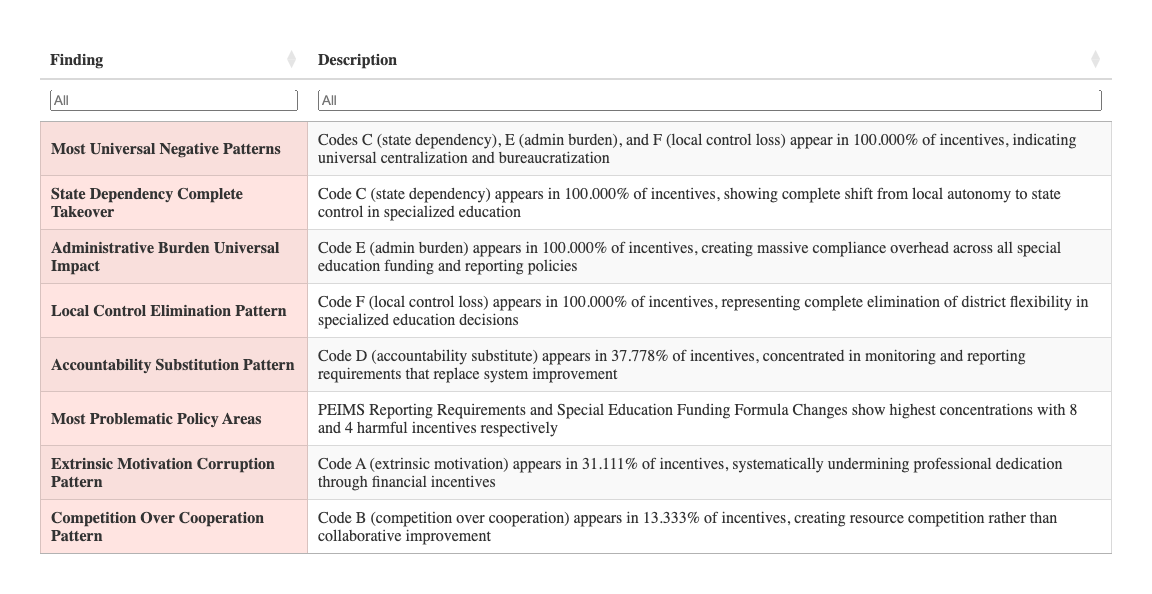 Finding
Description
All
All
Most Universal Negative Patterns
Codes C (state dependency), E (admin burden), and F (local control loss) appear in 100.000% of incentives, indicating
universal centralization and bureaucratization
State Dependency Complete
Takeover
Code C (state dependency) appears in 100.000% of incentives, showing complete shift from local autonomy to state
control in specialized education
Administrative Burden Universal
Impact
Code E (admin burden) appears in 100.000% of incentives, creating massive compliance overhead across all special
education funding and reporting policies
Local Control Elimination Pattern
Code F (local control loss) appears in 100.000% of incentives, representing complete elimination of district flexibility in
specialized education decisions
Accountability Substitution Pattern
Code D (accountability substitute) appears in 37.778% of incentives, concentrated in monitoring and reporting
requirements that replace system improvement
Most Problematic Policy Areas
PEIMS Reporting Requirements and Special Education Funding Formula Changes show highest concentrations with 8
and 4 harmful incentives respectively
Extrinsic Motivation Corruption
Pattern
Code A (extrinsic motivation) appears in 31.111% of incentives, systematically undermining professional dedication
through financial incentives
Competition Over Cooperation
Pattern
Code B (competition over cooperation) appears in 13.333% of incentives, creating resource competition rather than
collaborative improvement